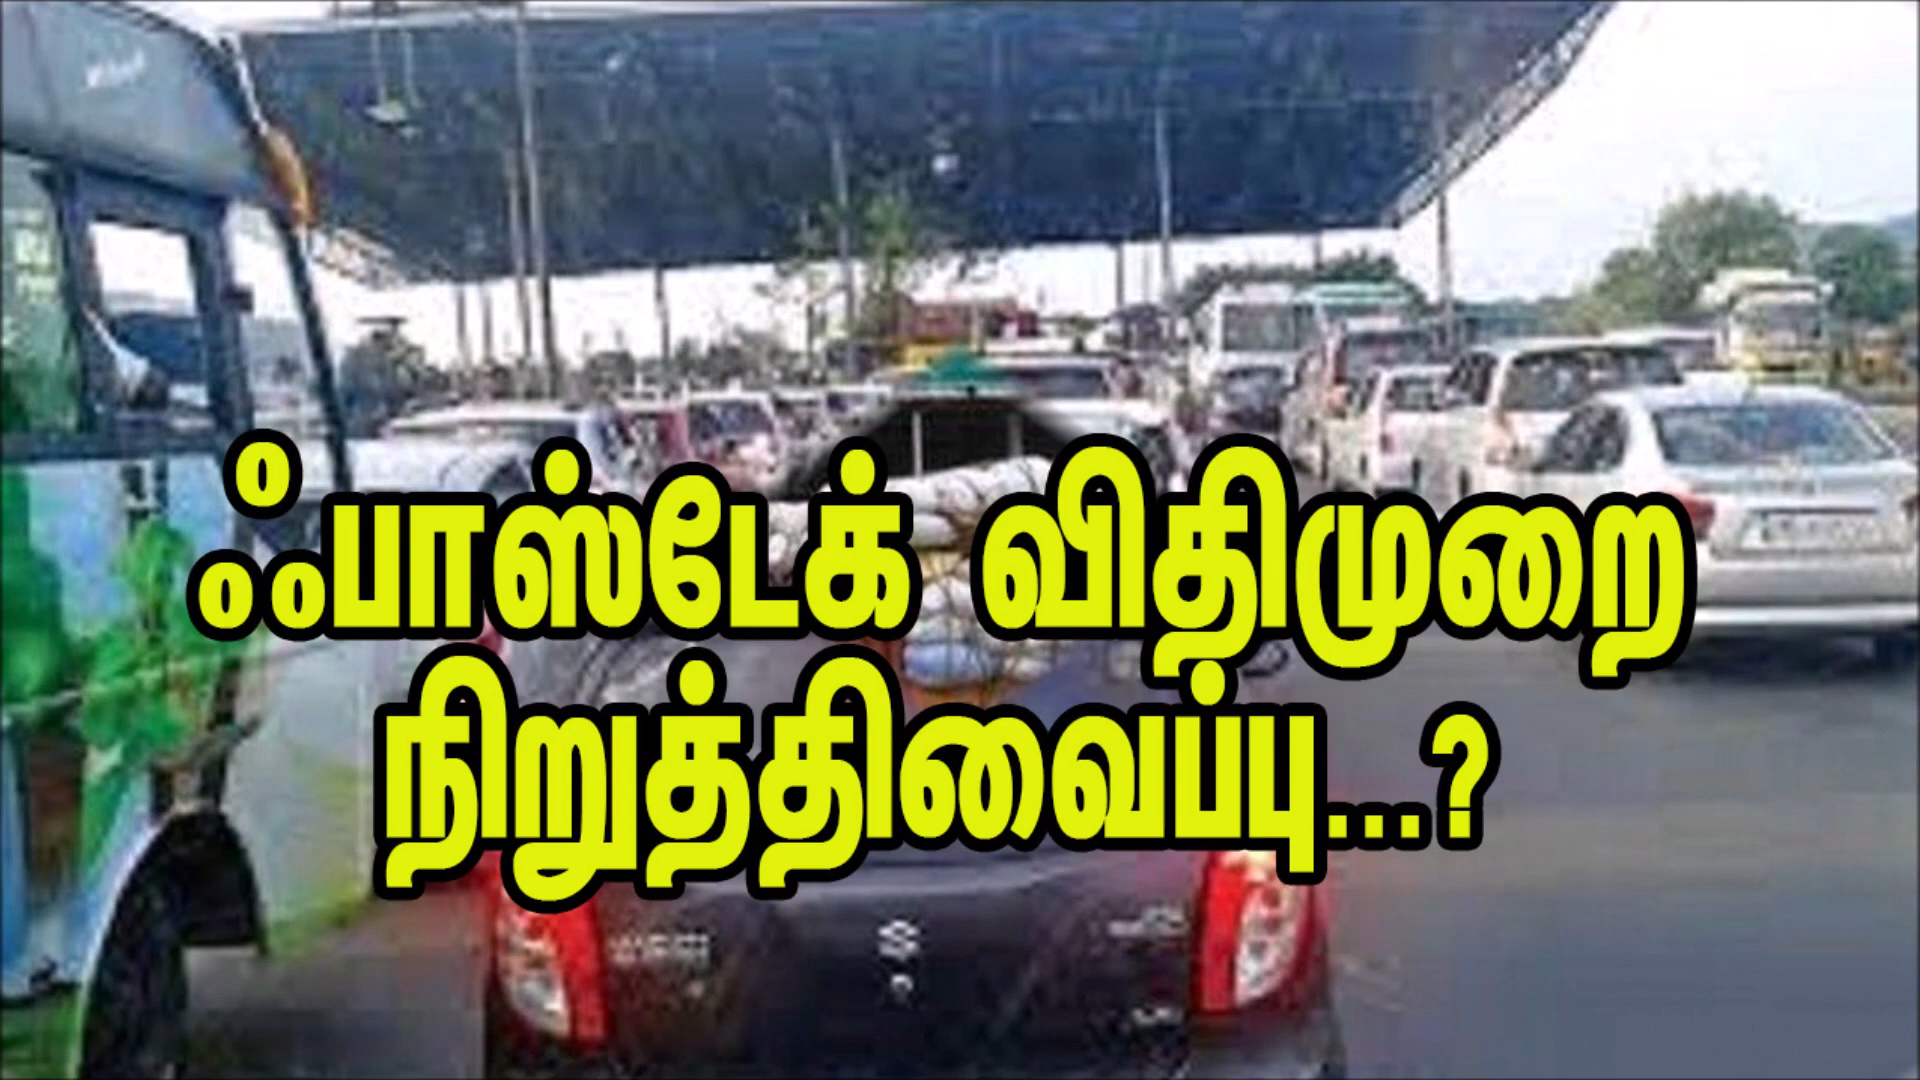 ஃபாஸ்டேக் விதிமுறை
நிறுத்திவைப்பு...?